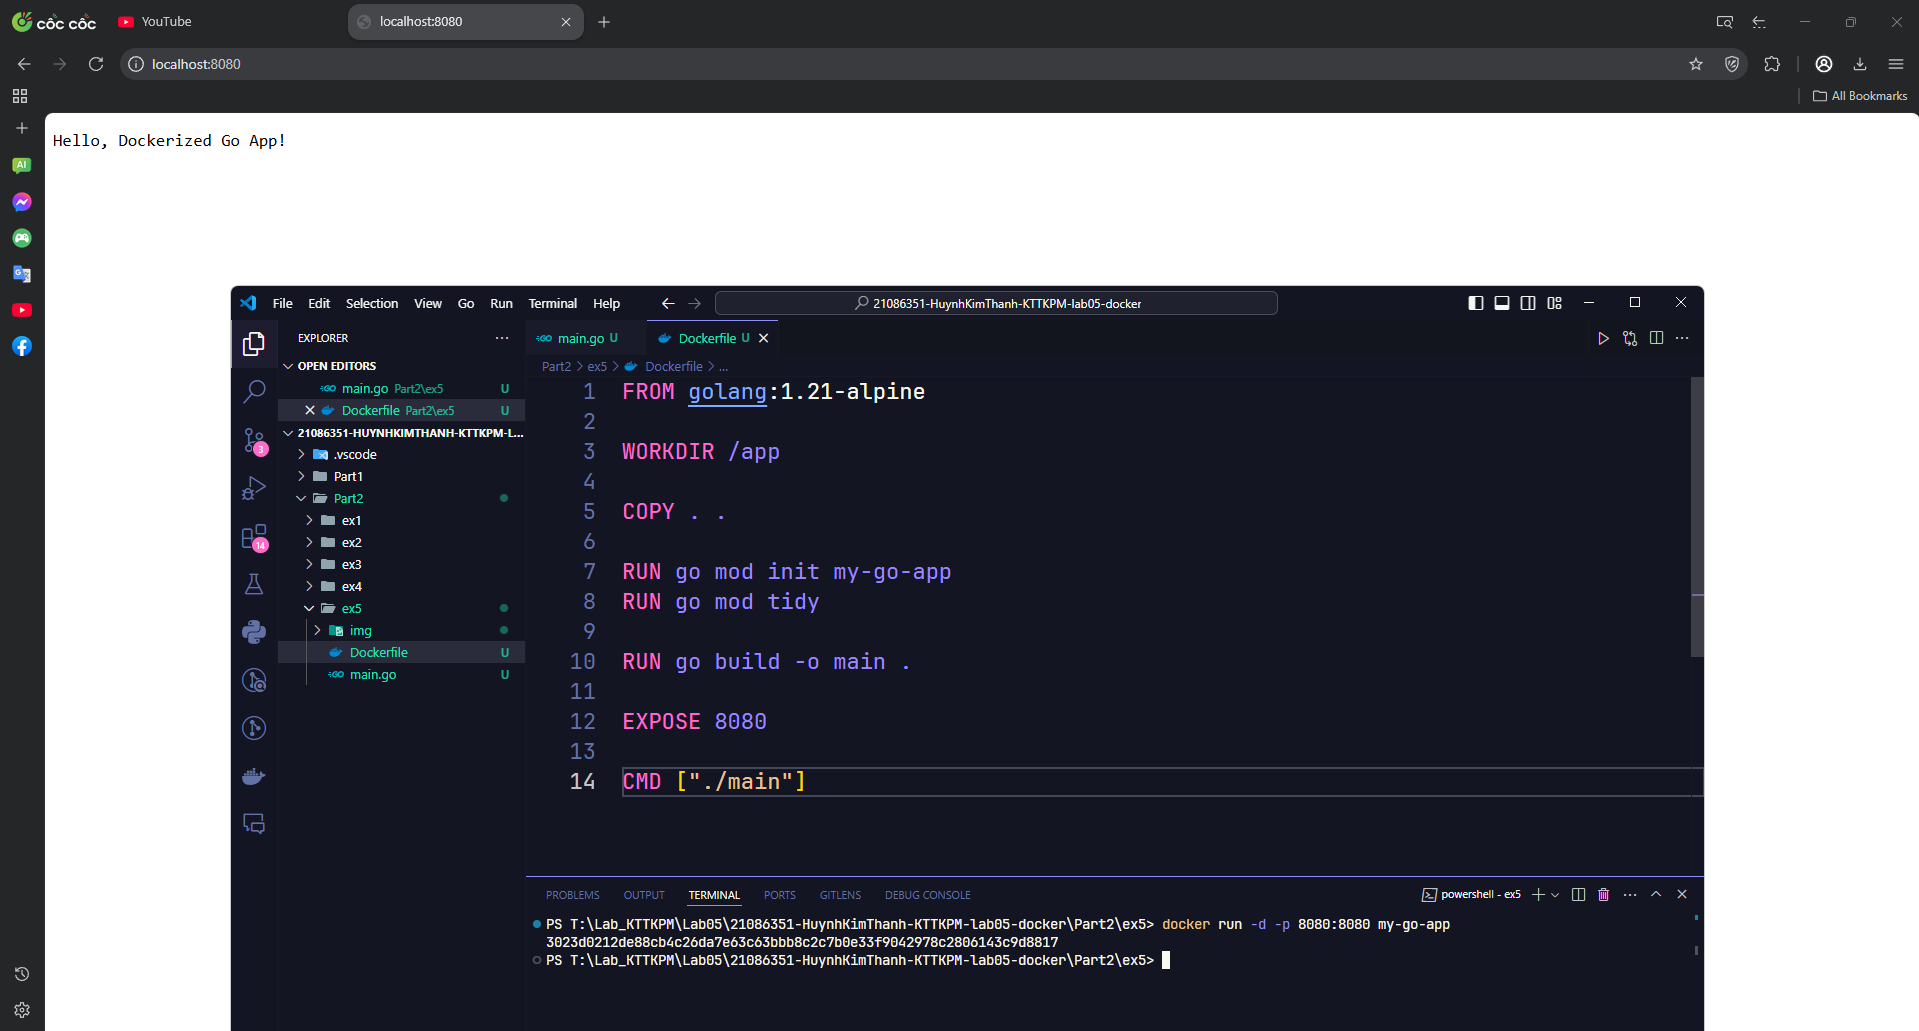 cốc cốc YouTube localhost:8080
localhost:8080
All Bookmarks
AI
Hello, Dockerized Go App!
File Edit Selection View Go Run Terminal Help 21086351-HuynhKimThanh-KTTKPM-lab05-docker
EXPLORER
main.go U Dockerfile U
OPEN EDITORS
main.go Part2\ex5 U
Dockerfile Part2\ex5 U
21086351-HUYNHKIMTHANH-KTTKPM-L...
.vscode
Part1
Part2
ex1
ex2
ex3
ex4
ex5
img
Dockerfile U
main.go U
3
14
Part2 > ex5 > Dockerfile > ...
1 FROM golang:1.21-alpine
2
3 WORKDIR /app
4
5 COPY . .
6
7 RUN go mod init my-go-app
8 RUN go mod tidy
9
10 RUN go build -o main .
11
12 EXPOSE 8080
13
14 CMD ["./main"]
PROBLEMS OUTPUT TERMINAL PORTS GITLENS DEBUG CONSOLE powershell - ex5
PS T:\Lab_KTTKPM\Lab05\21086351-HuynhKimThanh-KTTKPM-lab05-docker\Part2\ex5> docker run -d -p 8080:8080 my-go-app
3023d0212de88cb4c26da7e63c63bbb8c2c7b0e33f9042978c2806143c9d8817
PS T:\Lab_KTTKPM\Lab05\21086351-HuynhKimThanh-KTTKPM-lab05-docker\Part2\ex5>